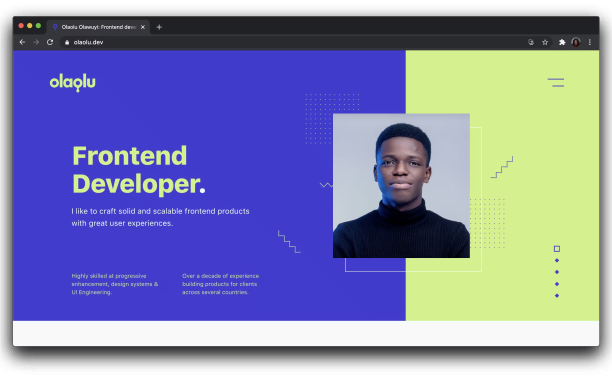 Olaolu Olawuyi: Frontend deve
olaolu.dev
olaolu
Frontend
Developer.
I like to craft solid and scalable frontend products
with great user experiences.
Highly skilled at progressive
enhancement, design systems &
UI Engineering.
Over a decade of experience
building products for clients
across several countries.